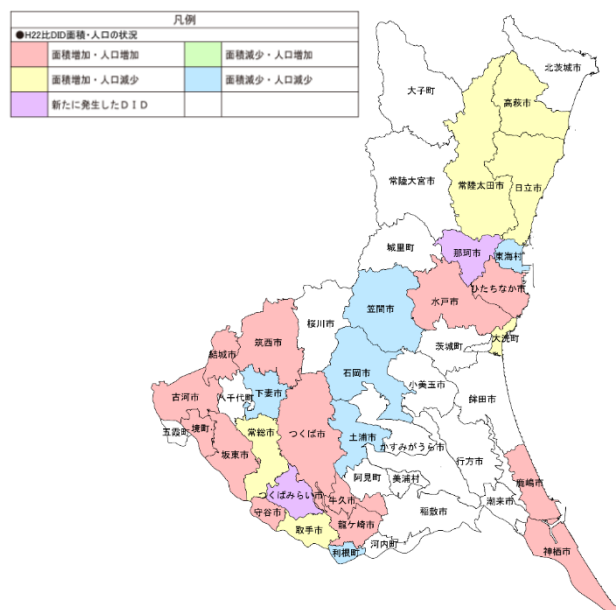 凡例
●H22比DID面積・人口の状況
面積増加・人口増加 面積減少・人口増加
面積増加・人口減少 面積減少・人口減少
新たに発生したDID
北茨城市
大子町
高萩市
常陸大宮市
常陸太田市
日立市
城里町
那珂市
東海村
ひたちなか市
笠間市
水戸市
桜川市
茨城町
大洗町
筑西市
結城市
石岡市
小美玉市
古河市
八千代町
下妻市
鉾田市
五霞町
境町
常総市
つくば市
土浦市
かすみがうら市
坂東市
行方市
阿見町
美浦村
鹿嶋市
つくばみらい市
牛久市
潮来市
稲敷市
守谷市
龍ケ崎市
取手市
河内町
利根町
神栖市